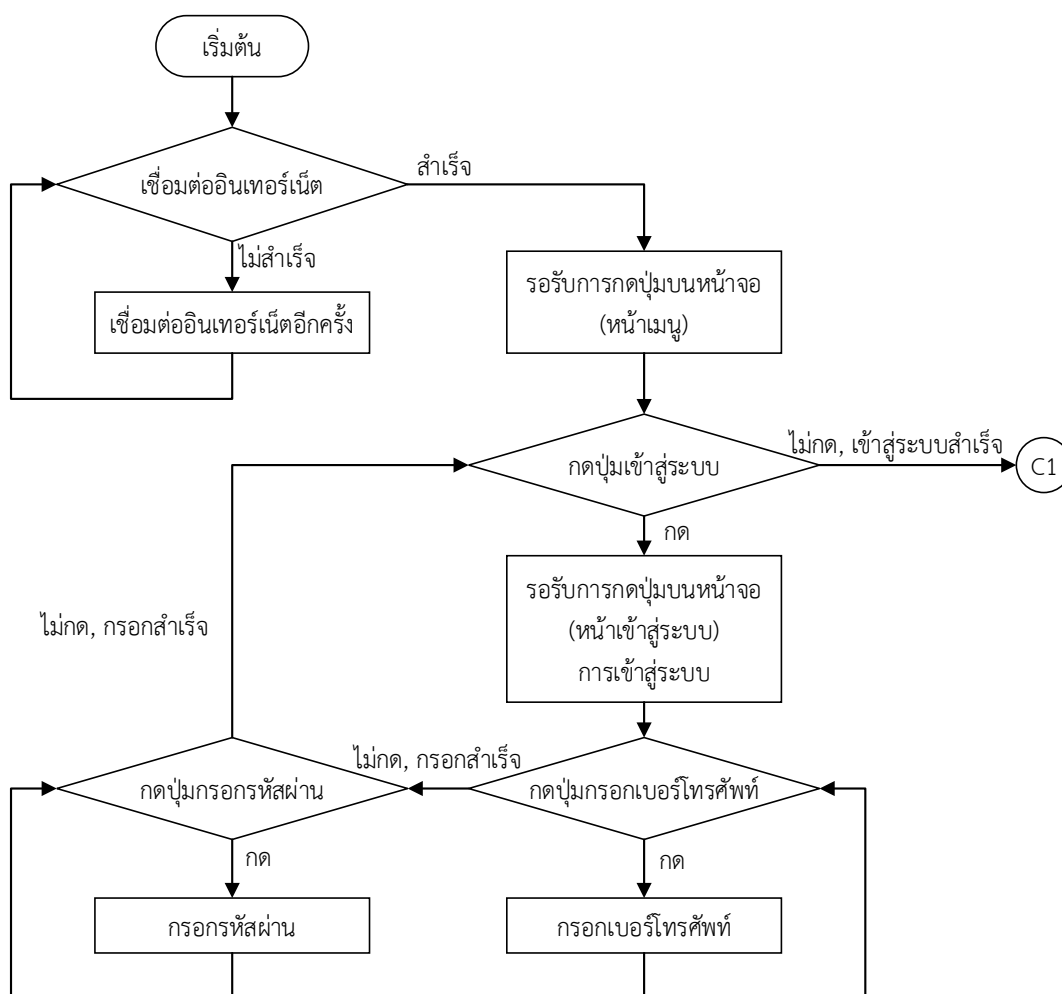 เริ่มต้น
เชื่อมต่ออินเทอร์เน็ต
สำเร็จ
ไม่สำเร็จ
เชื่อมต่ออินเทอร์เน็ตอีกครั้ง
รอรับการกดปุ่มบนหน้าจอ
(หน้าเมนู)
กดปุ่มเข้าสู่ระบบ
ไม่กด, เข้าสู่ระบบสำเร็จ
C1
กด
รอรับการกดปุ่มบนหน้าจอ
(หน้าเข้าสู่ระบบ)
การเข้าสู่ระบบ
ไม่กด, กรอกสำเร็จ
ไม่กด, กรอกสำเร็จ
กดปุ่มกรอกรหัสผ่าน
กดปุ่มกรอกเบอร์โทรศัพท์
กด
กด
กรอกรหัสผ่าน
กรอกเบอร์โทรศัพท์